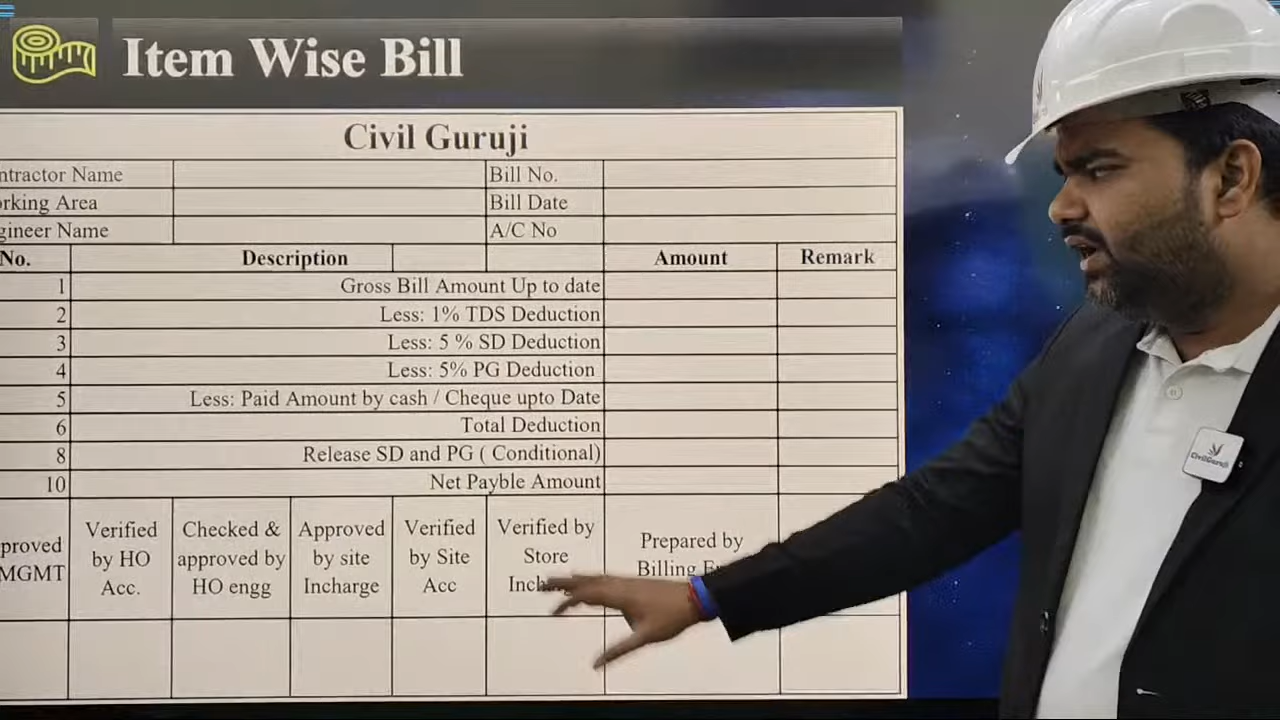 Item Wise Bill
Civil Guruji
ntractor Name Bill No.
orking Area Bill Date
gineer Name A/C No
No. Description Amount Remark
1 Gross Bill Amount Up to date
2 Less: 1% TDS Deduction
3 Less: 5 % SD Deduction
4 Less: 5% PG Deduction
5 Less: Paid Amount by cash / Cheque upto Date
6 Total Deduction
8 Release SD and PG ( Conditional)
10 Net Payble Amount
proved
MGMT
Verified
by HO
Acc.
Checked &
approved by
HO engg
Approved
by site
Incharge
Verified
by Site
Acc
Verified by
Store
Prepared by
Billing
CivilGuruji